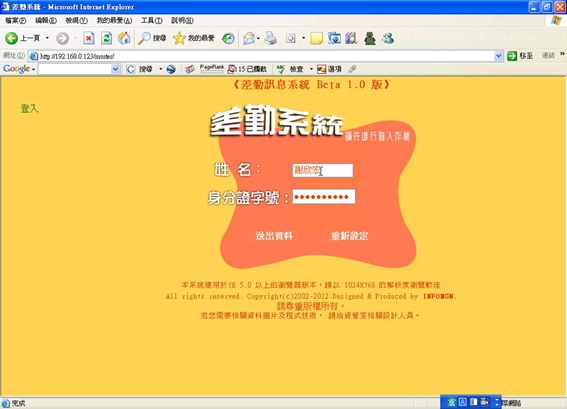 差勤系統 - Microsoft Internet Explorer
檔案(F) 編輯(E) 檢視(V) 我的最愛(A) 工具(T) 說明(H)
上一頁 搜尋 我的最愛
網址(D) http://192.168.0.123/ 移至 連結 »
Google 搜尋 PageRank 15 已攔截 檢查 選項
《差勤訊息系統 Beta 1.0 版》
登入
差勤系統
請先進行登入作業
姓 名： 謝欣宏
身分證字號： ●●●●●●●●●●
送出資料 重新設定
本系統適用於IE 5.0 以上的瀏覽器版本，請以 1024X768 的解析度瀏覽較佳
All rights reserved. Copyright(c)2002-2012.Designed & Produced by INFOMGN.
請尊重版權所有，
若您需要相關資料圖片及程式技術， 請洽資管室相關設計人員。
完成